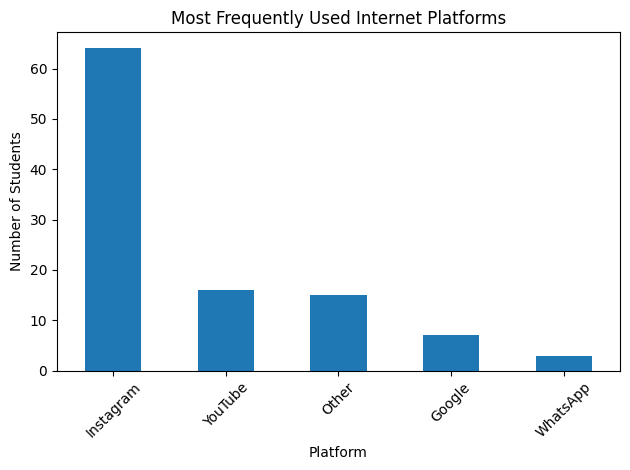 Most Frequently Used Internet Platforms
Number of Students
60
50
40
30
20
10
0
Instagram
YouTube
Other
Google
WhatsApp
Platform